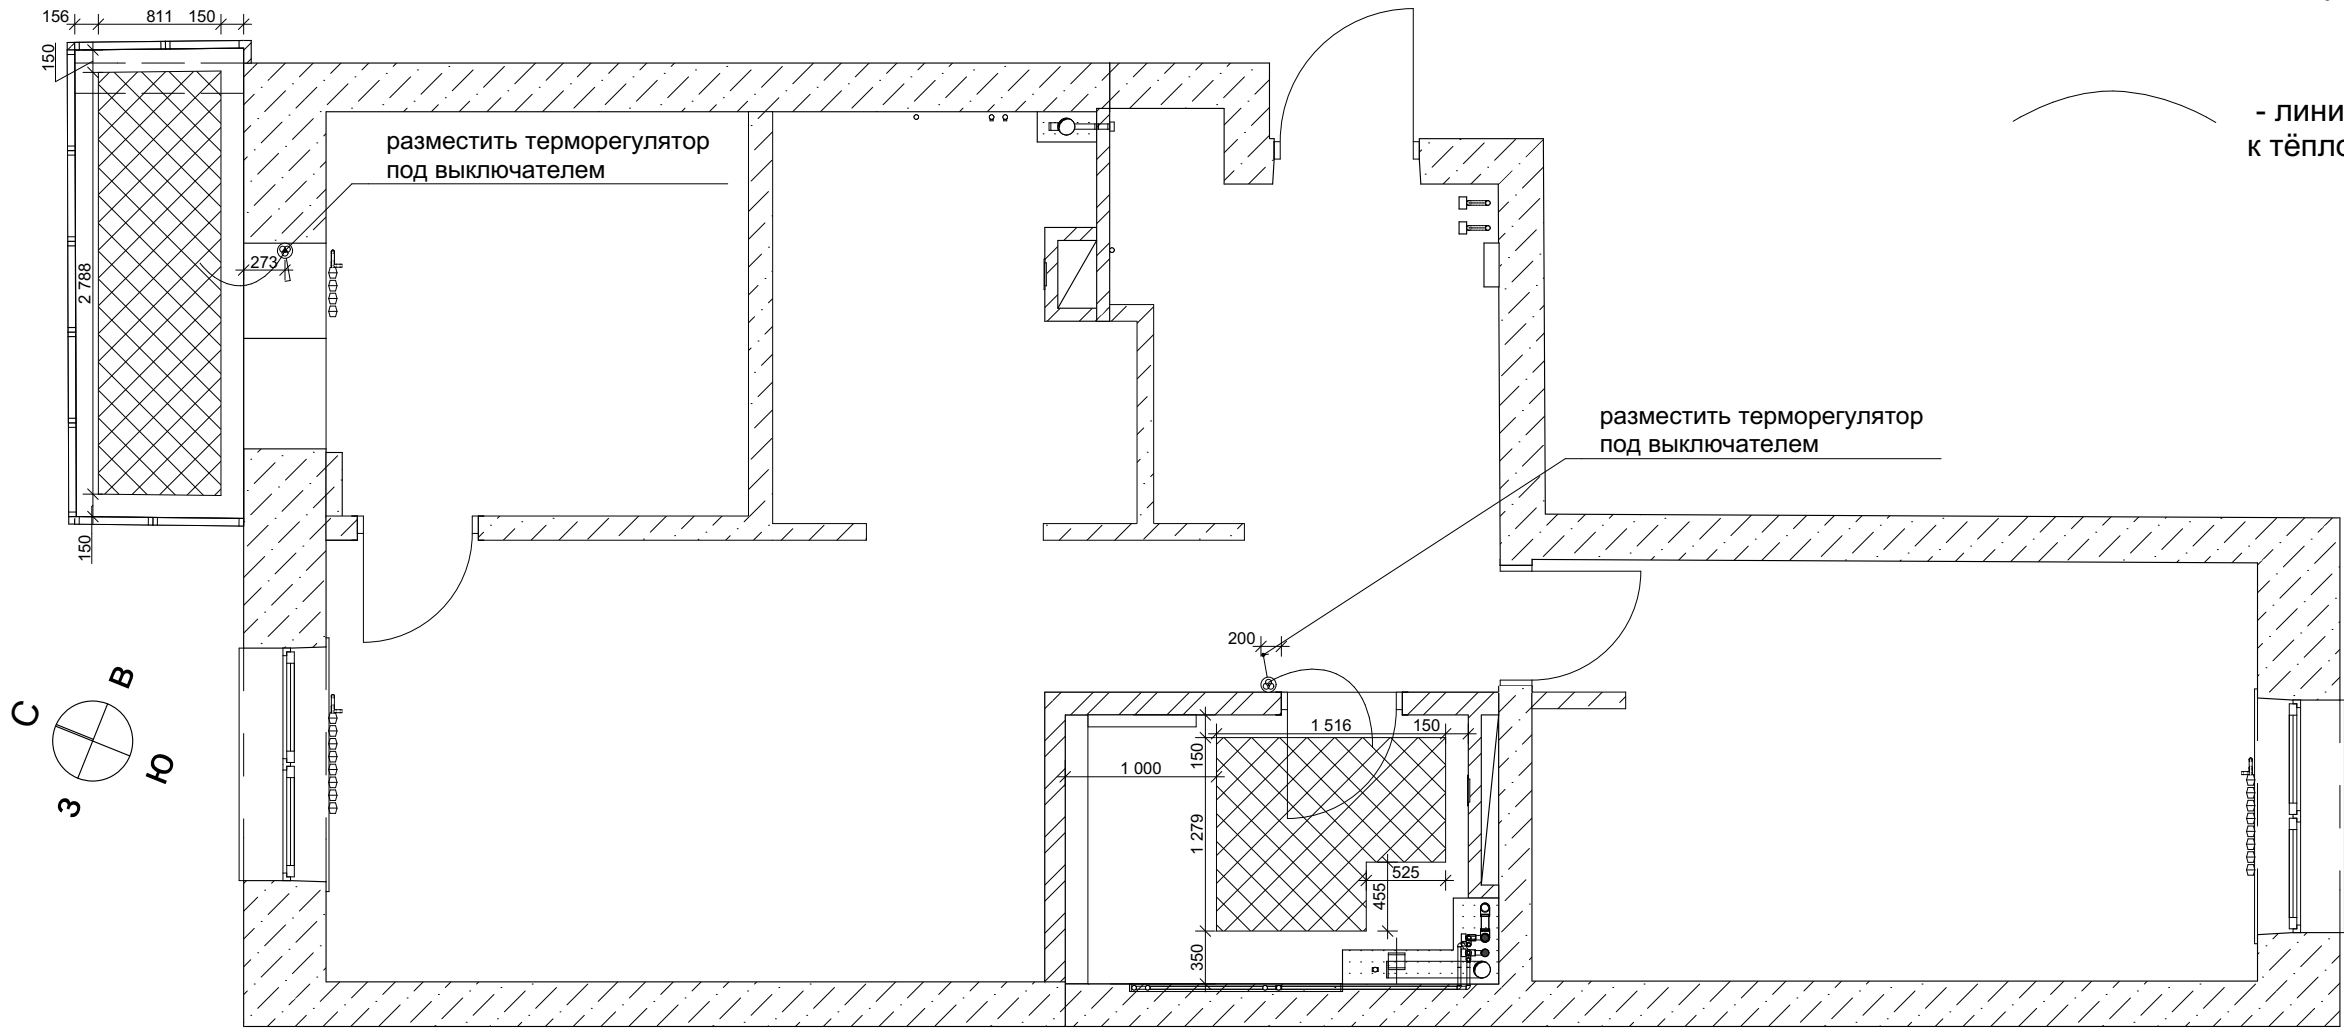 156
811
150
150
- лини
к тёпло
разместить терморегулятор
под выключателем
273
2 788
разместить терморегулятор
под выключателем
150
200
С
В
Ю
З
1 516
150
150
1 000
1 279
525
455
350